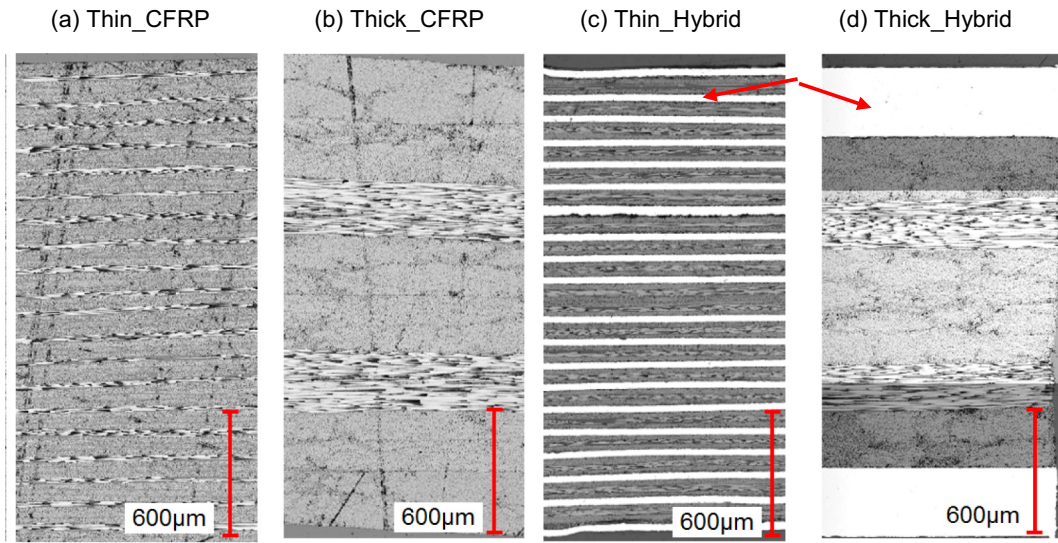 (a) Thin_CFRP
(b) Thick_CFRP
(c) Thin_Hybrid
(d) Thick_Hybrid
600μm
600μm
600μm
600μm